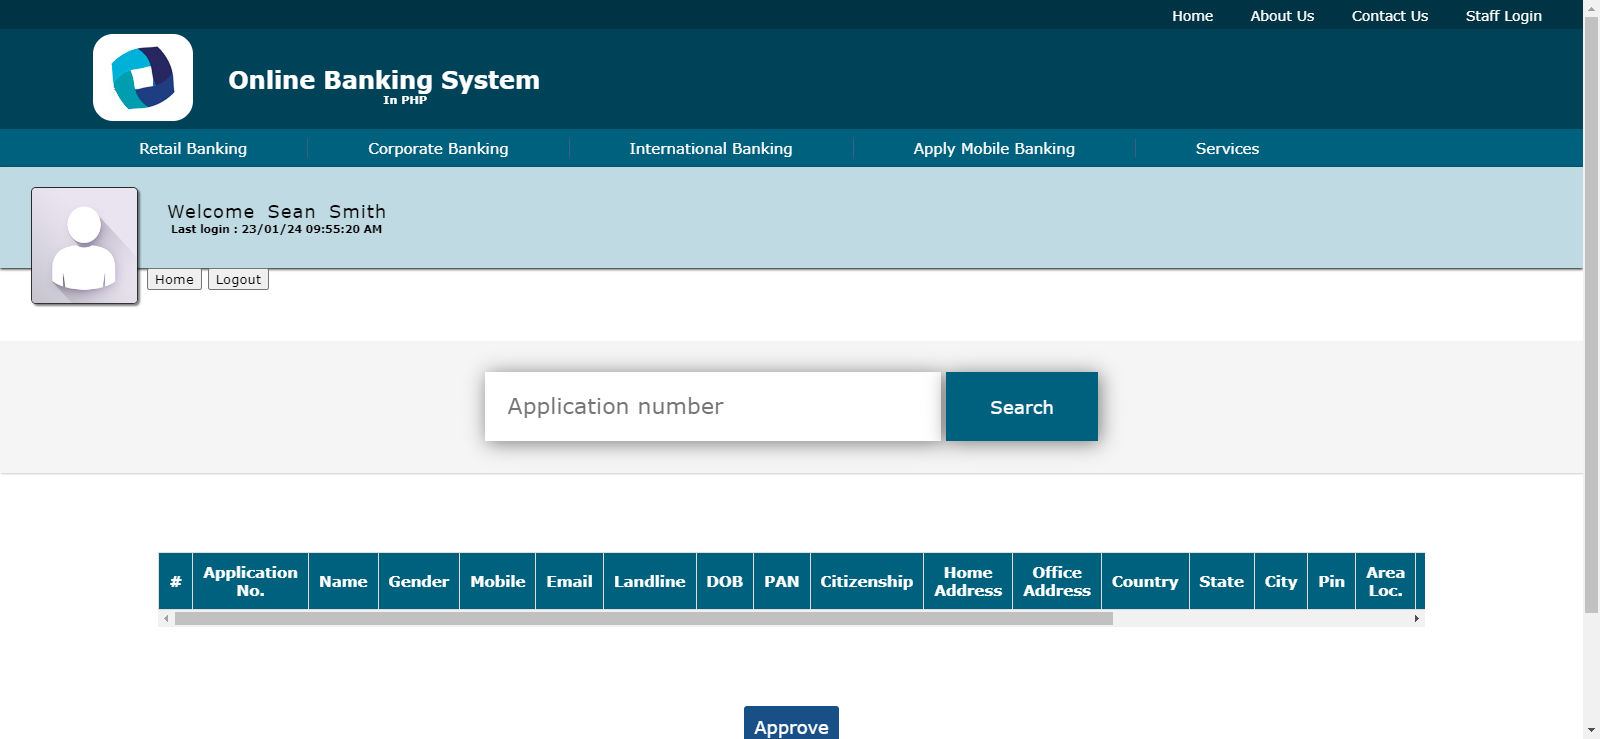 Home About Us Contact Us Staff Login
Online Banking System
In PHP
Retail Banking Corporate Banking International Banking Apply Mobile Banking Services
Welcome Sean Smith
Last login : 23/01/24 09:55:20 AM
Home Logout
Application number Search
# Application No. Name Gender Mobile Email Landline DOB PAN Citizenship Home Address Office Address Country State City Pin Area Loc.
Approve